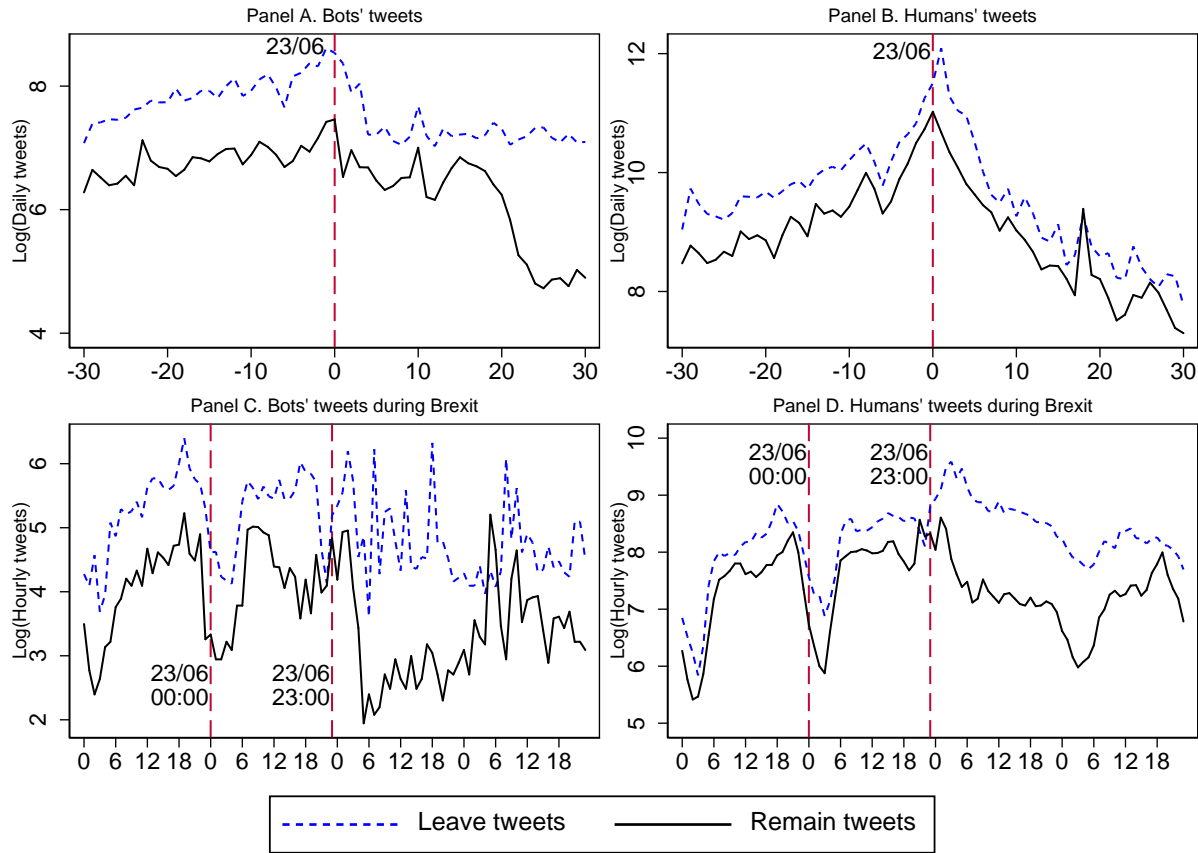 Panel A. Bots' tweets
23/06
Log(Daily tweets)
8
6
4
-30 -20 -10 0 10 20 30
Panel B. Humans' tweets
23/06
Log(Daily tweets)
12
10
8
-30 -20 -10 0 10 20 30
Panel C. Bots' tweets during Brexit
Log(Hourly tweets)
6
5
4
3
2
23/06
00:00
23/06
23:00
0 6 12 18 0 6 12 18 0 6 12 18 0 6 12 18
Panel D. Humans' tweets during Brexit
Log(Hourly tweets)
10
9
8
7
6
5
23/06
00:00
23/06
23:00
0 6 12 18 0 6 12 18 0 6 12 18 0 6 12 18
Leave tweets
Remain tweets